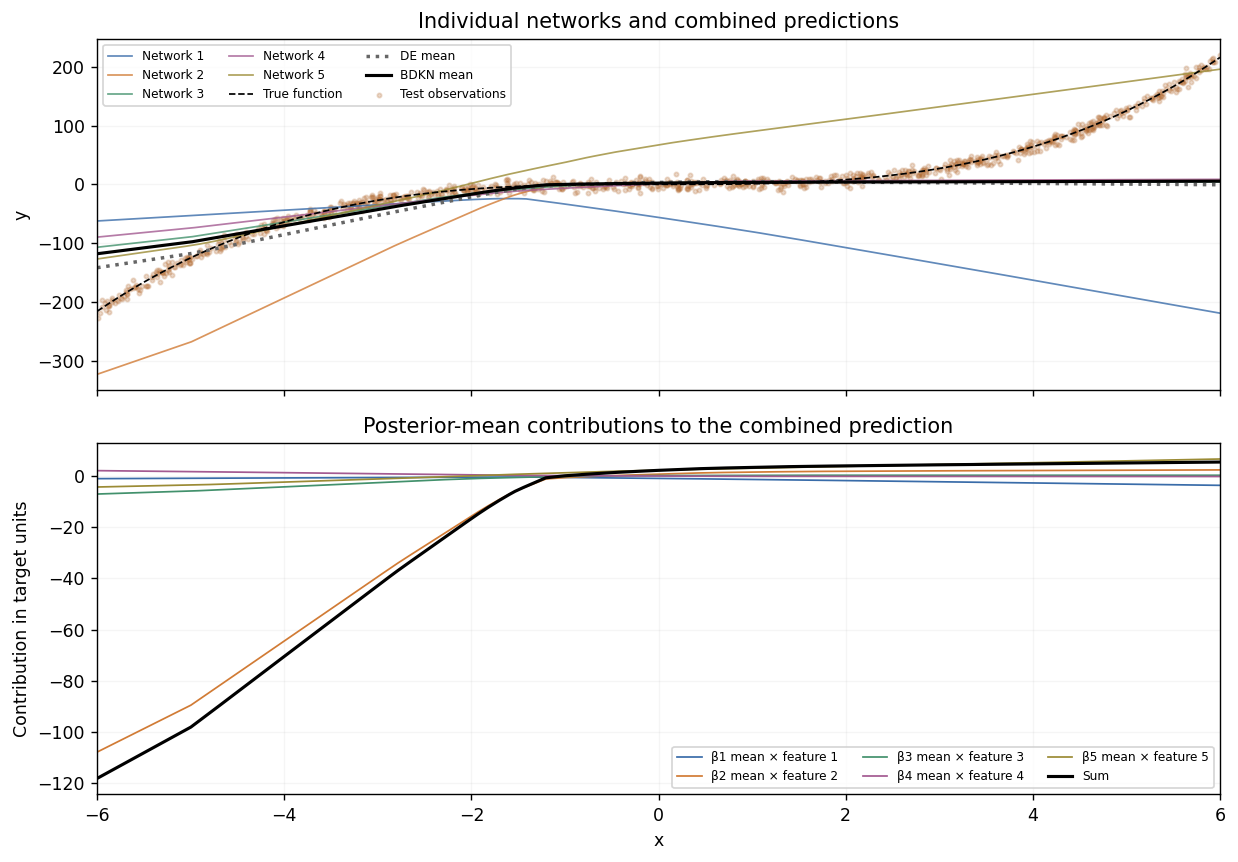 Individual networks and combined predictions
Network 1 Network 4 DE mean
Network 2 Network 5 BDKN mean
Network 3 True function Test observations
200
100
0
−100
−200
−300
y
Posterior-mean contributions to the combined prediction
0
−20
−40
−60
−80
−100
−120
Contribution in target units
β1 mean × feature 1 β3 mean × feature 3 β5 mean × feature 5
β2 mean × feature 2 β4 mean × feature 4 Sum
−6 −4 −2 0 2 4 6
x